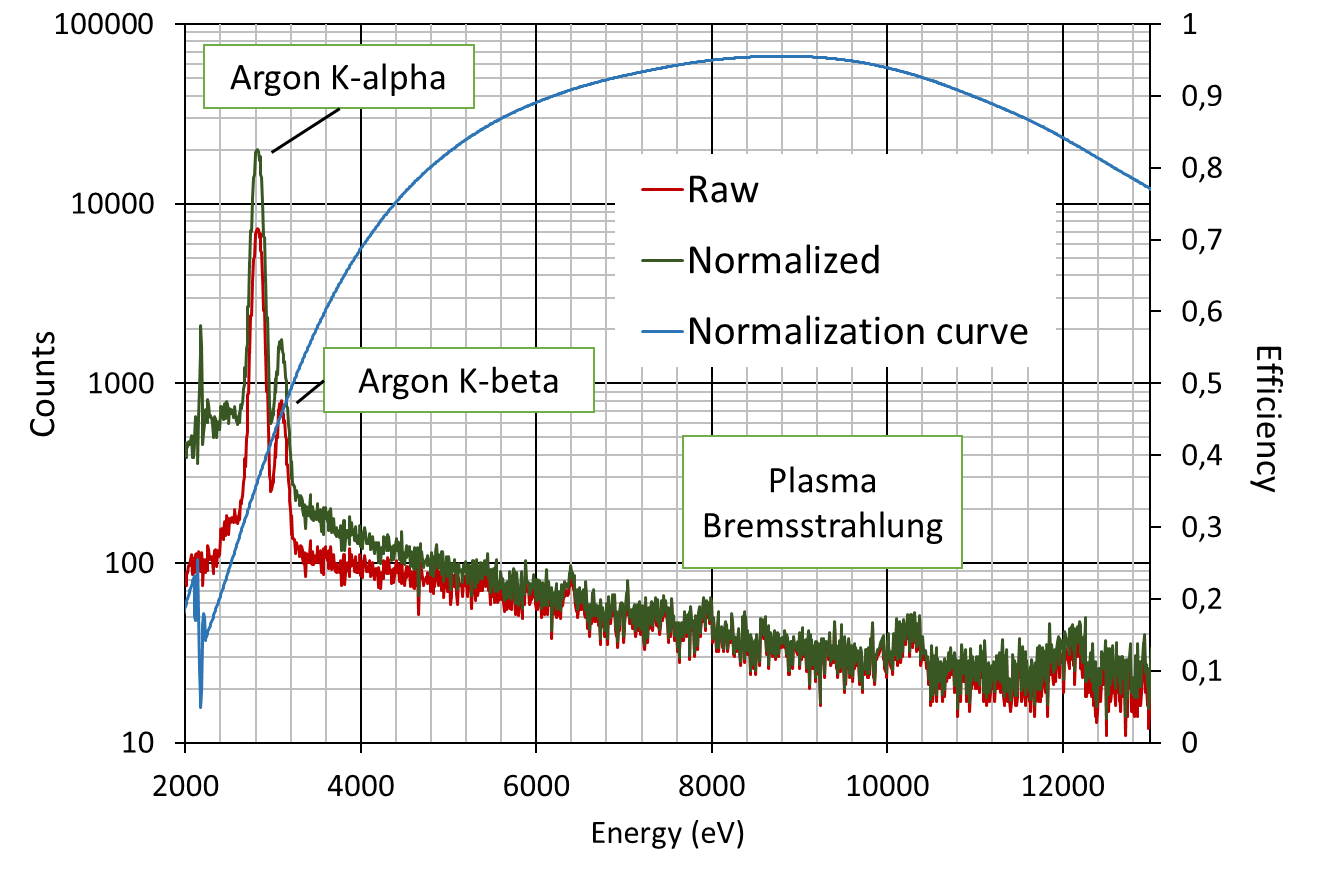 100000
10000
1000
100
10
Counts
Argon K-alpha
Argon K-beta
Raw
Normalized
Normalization curve
Plasma
Bremsstrahlung
1
0,9
0,8
0,7
0,6
0,5
0,4
0,3
0,2
0,1
0
Efficiency
2000 4000 6000 8000 10000 12000
Energy (eV)